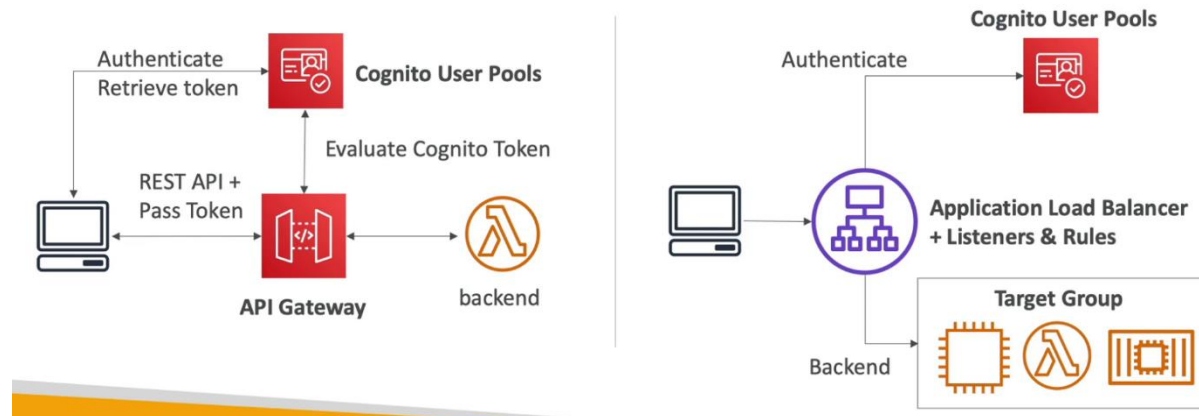 Authenticate
Retrieve token
Cognito User Pools
Evaluate Cognito Token
REST API +
Pass Token
</>
API Gateway
backend
Cognito User Pools
Authenticate
Application Load Balancer
+ Listeners & Rules
Target Group
Backend